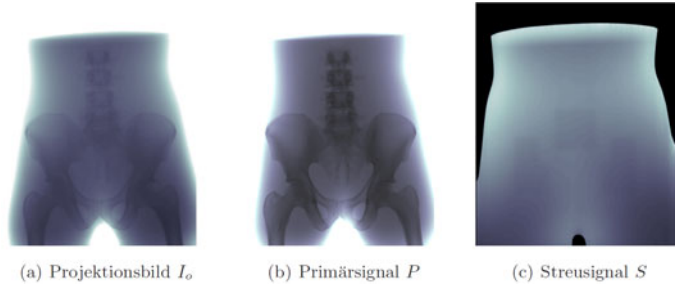 (a) Projektionsbild I_o
(b) Primärsignal P
(c) Streusignal S